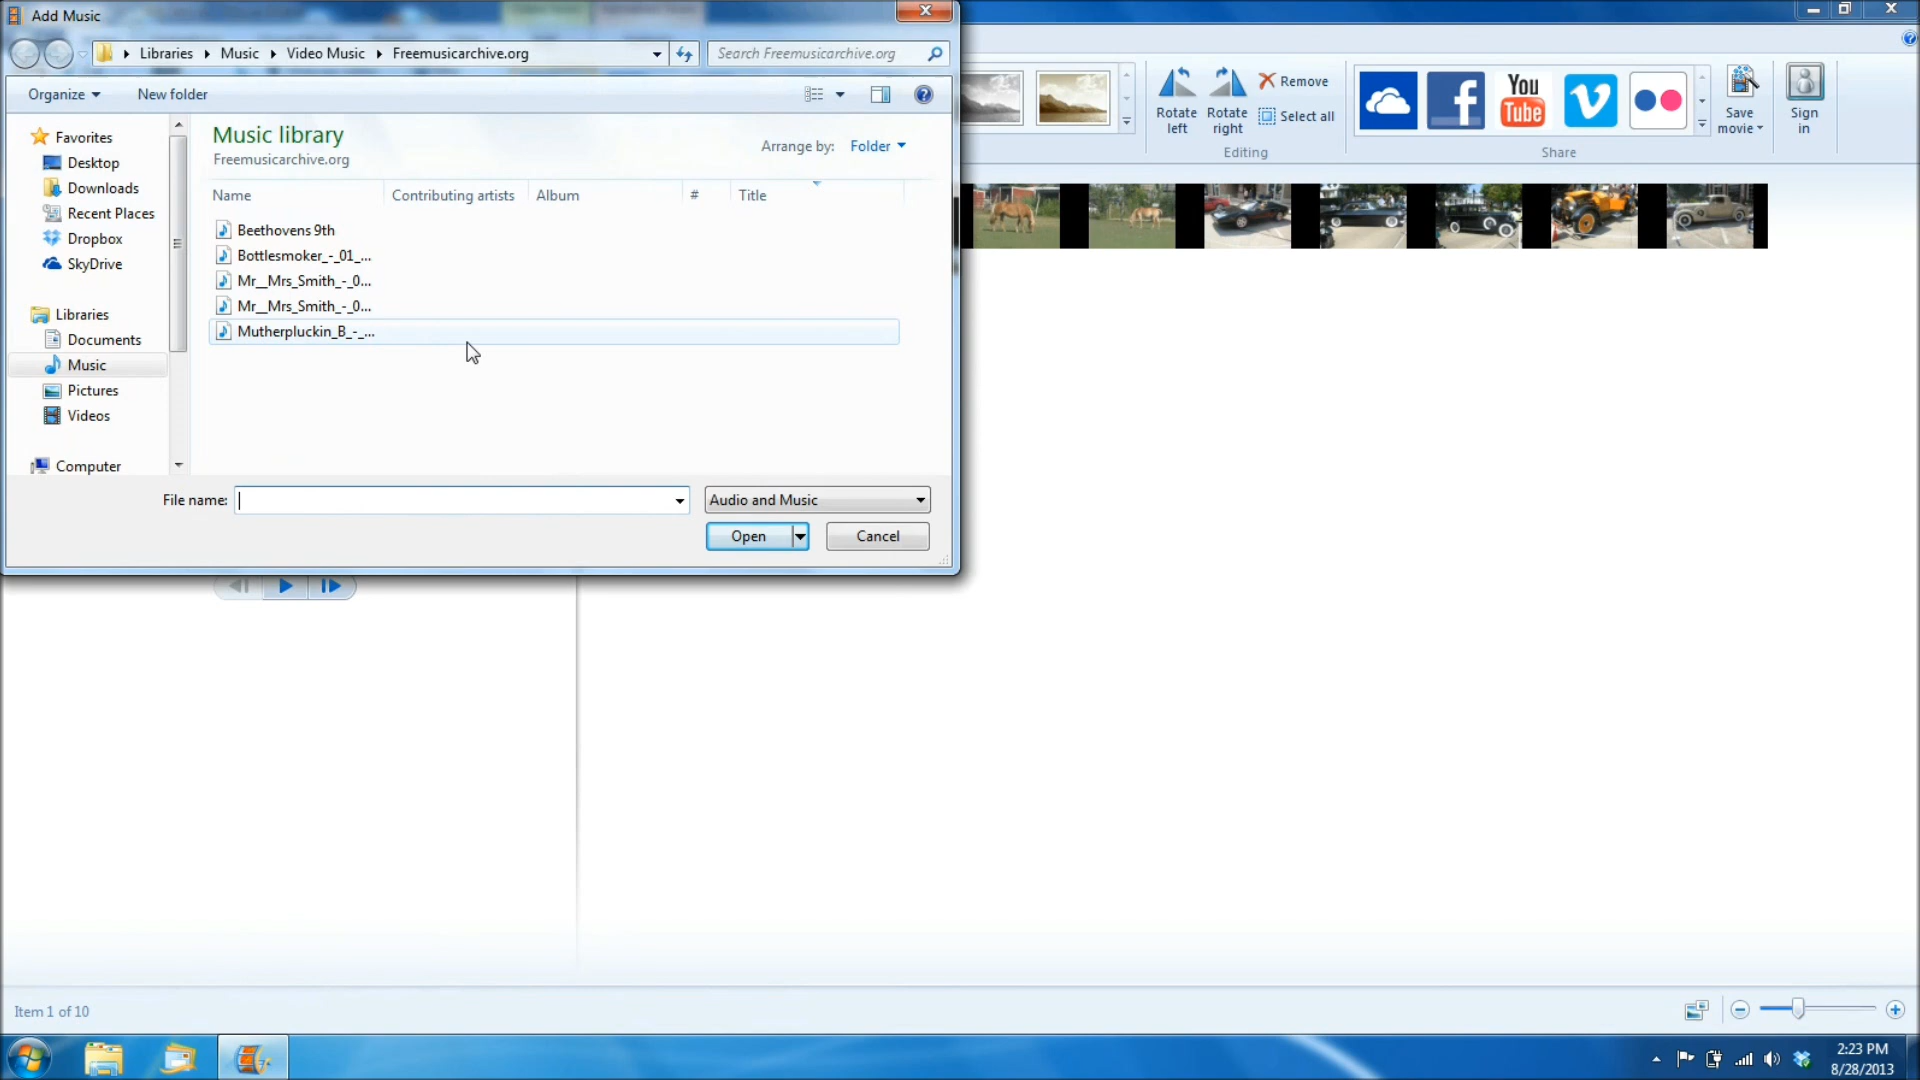 Add Music
Libraries Music Video Music Freemusicarchive.org
Search Freemusicarchive.org
Organize New folder
Favorites
Desktop
Downloads
Recent Places
Dropbox
SkyDrive
Libraries
Documents
Music
Pictures
Videos
Computer
Music library
Freemusicarchive.org
Arrange by: Folder
Name Contributing artists Album # Title
Beethovens 9th
Bottlesmoker_-_01_...
Mr__Mrs_Smith_-_0...
Mr__Mrs_Smith_-_0...
Mutherpluckin_B_-_...
File name:
Audio and Music
Open Cancel
Rotate left
Rotate right
Remove
Select all
Editing
You Tube
Share
Save movie
Sign in
Item 1 of 10
2:23 PM
8/28/2013